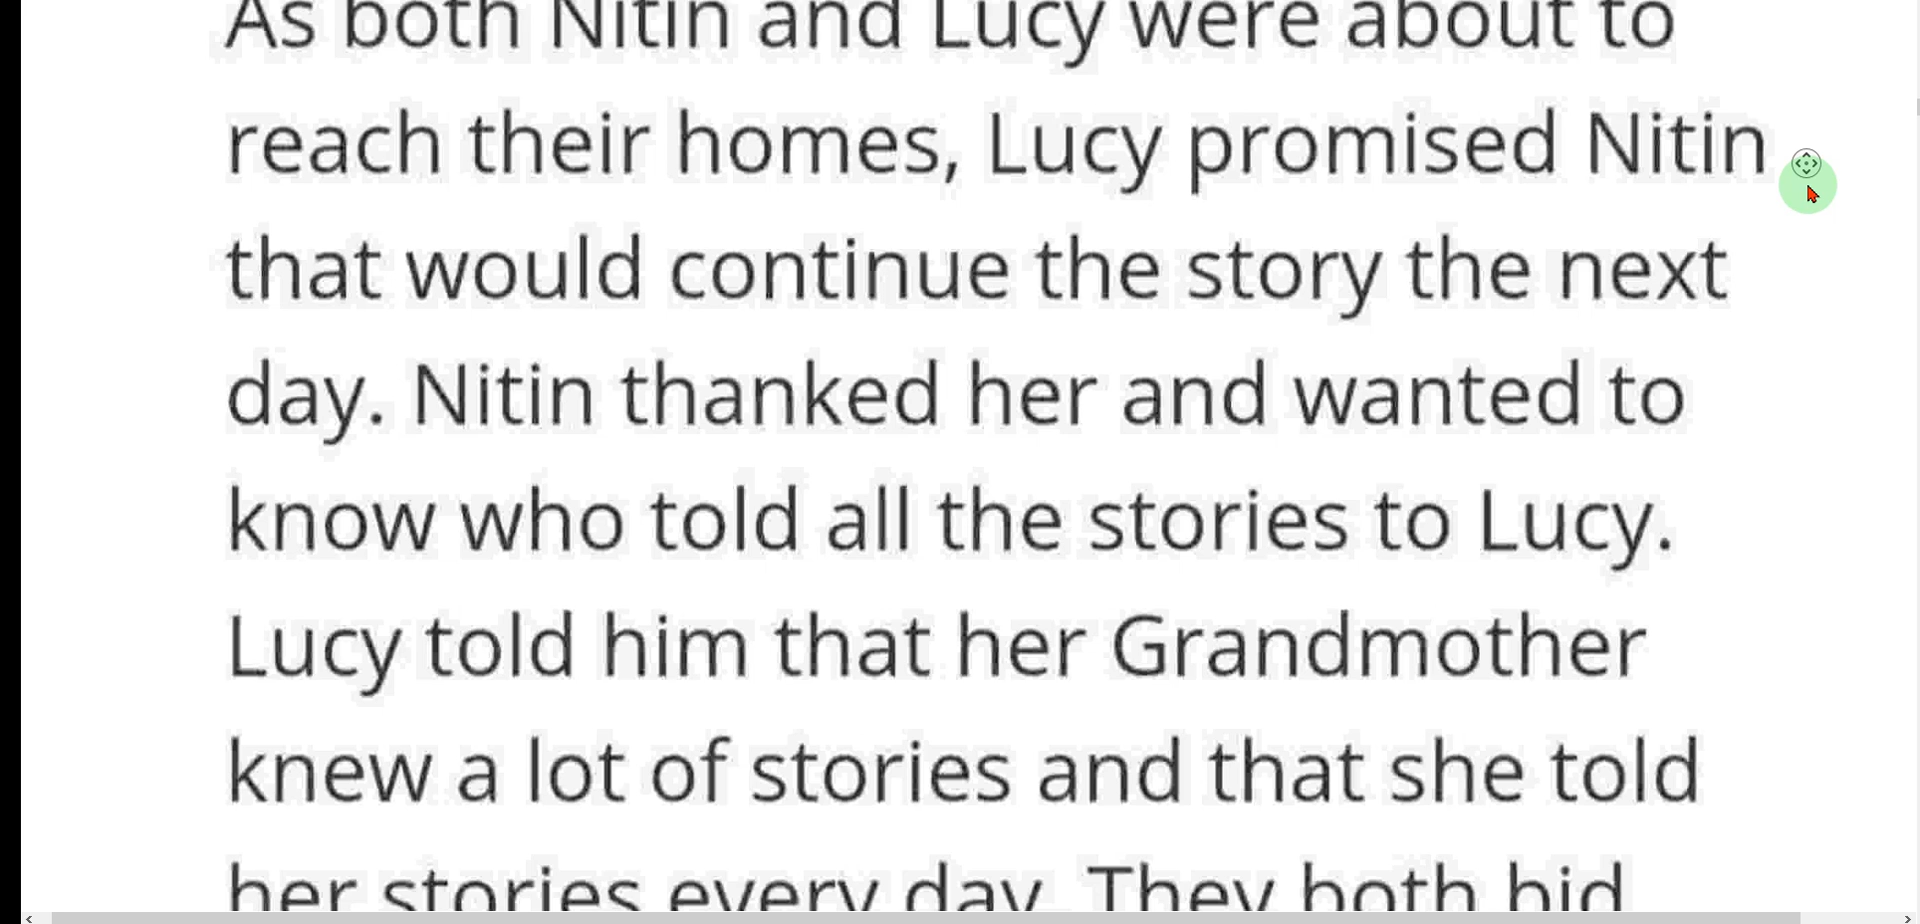 As both Nitin and Lucy were about to
reach their homes, Lucy promised Nitin
that would continue the story the next
day. Nitin thanked her and wanted to
know who told all the stories to Lucy.
Lucy told him that her Grandmother
knew a lot of stories and that she told
her stories every day. They both bid